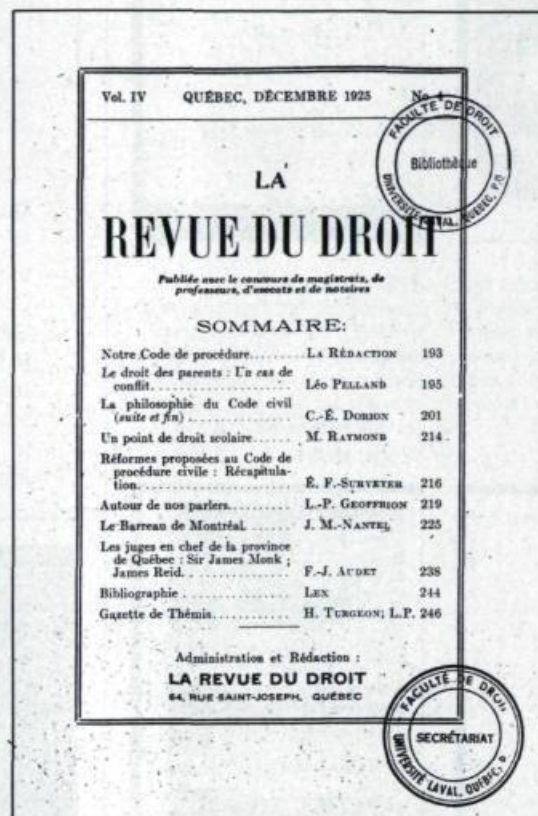 Vol. IV QUÉBEC, DÉCEMBRE 1925 No 4
FACULTÉ DE DROIT
Bibliothèque
UNIVERSITÉ LAVAL, QUÉBEC, P.Q.
LA
REVUE DU DROIT
Publiée avec le concours de magistrats, de
professeurs, d'avocats et de notaires
SOMMAIRE:
Notre Code de procédure........ LA RÉDACTION 193
Le droit des parents : Un cas de
conflit........................ LÉO PELLAND 195
La philosophie du Code civil
(suite et fin).................. C.-É. DORION 201
Un point de droit scolaire...... M. RAYMOND 214
Réformes proposées au Code de
procédure civile : Récapitula-
tion........................... É. F.-SURVEYER 216
Autour de nos parlers........... L.-P. GEOFFRION 219
Le Barreau de Montréal........ J. M.-NANTEL 225
Les juges en chef de la province
de Québec : Sir James Monk ;
James Reid.................... F.-J. AUDET 238
Bibliographie.................. LEX 244
Gazette de Thémis............. H. TURGEON; L.P. 246
Administration et Rédaction :
LA REVUE DU DROIT
64, RUE SAINT-JOSEPH, QUÉBEC
FACULTÉ DE DROIT
SECRÉTARIAT
UNIVERSITÉ LAVAL, QUÉBEC, P